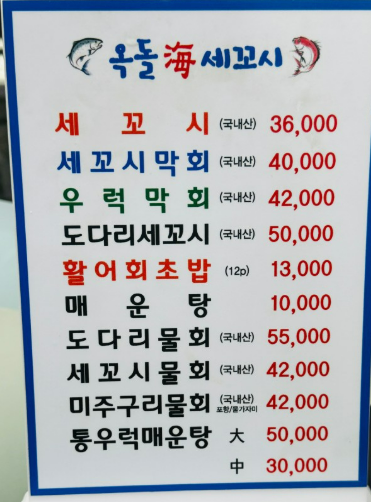 옥돌海세꼬시
세꼬시 (국내산) 36,000
세꼬시막회 (국내산) 40,000
우럭막회 (국내산) 42,000
도다리세꼬시 (국내산) 50,000
활어회초밥 (12p) 13,000
매운탕 10,000
도다리물회 (국내산) 55,000
세꼬시물회 (국내산) 42,000
미주구리물회 (국내산) 포항/물가자미 42,000
통우럭매운탕 大 50,000
中 30,000